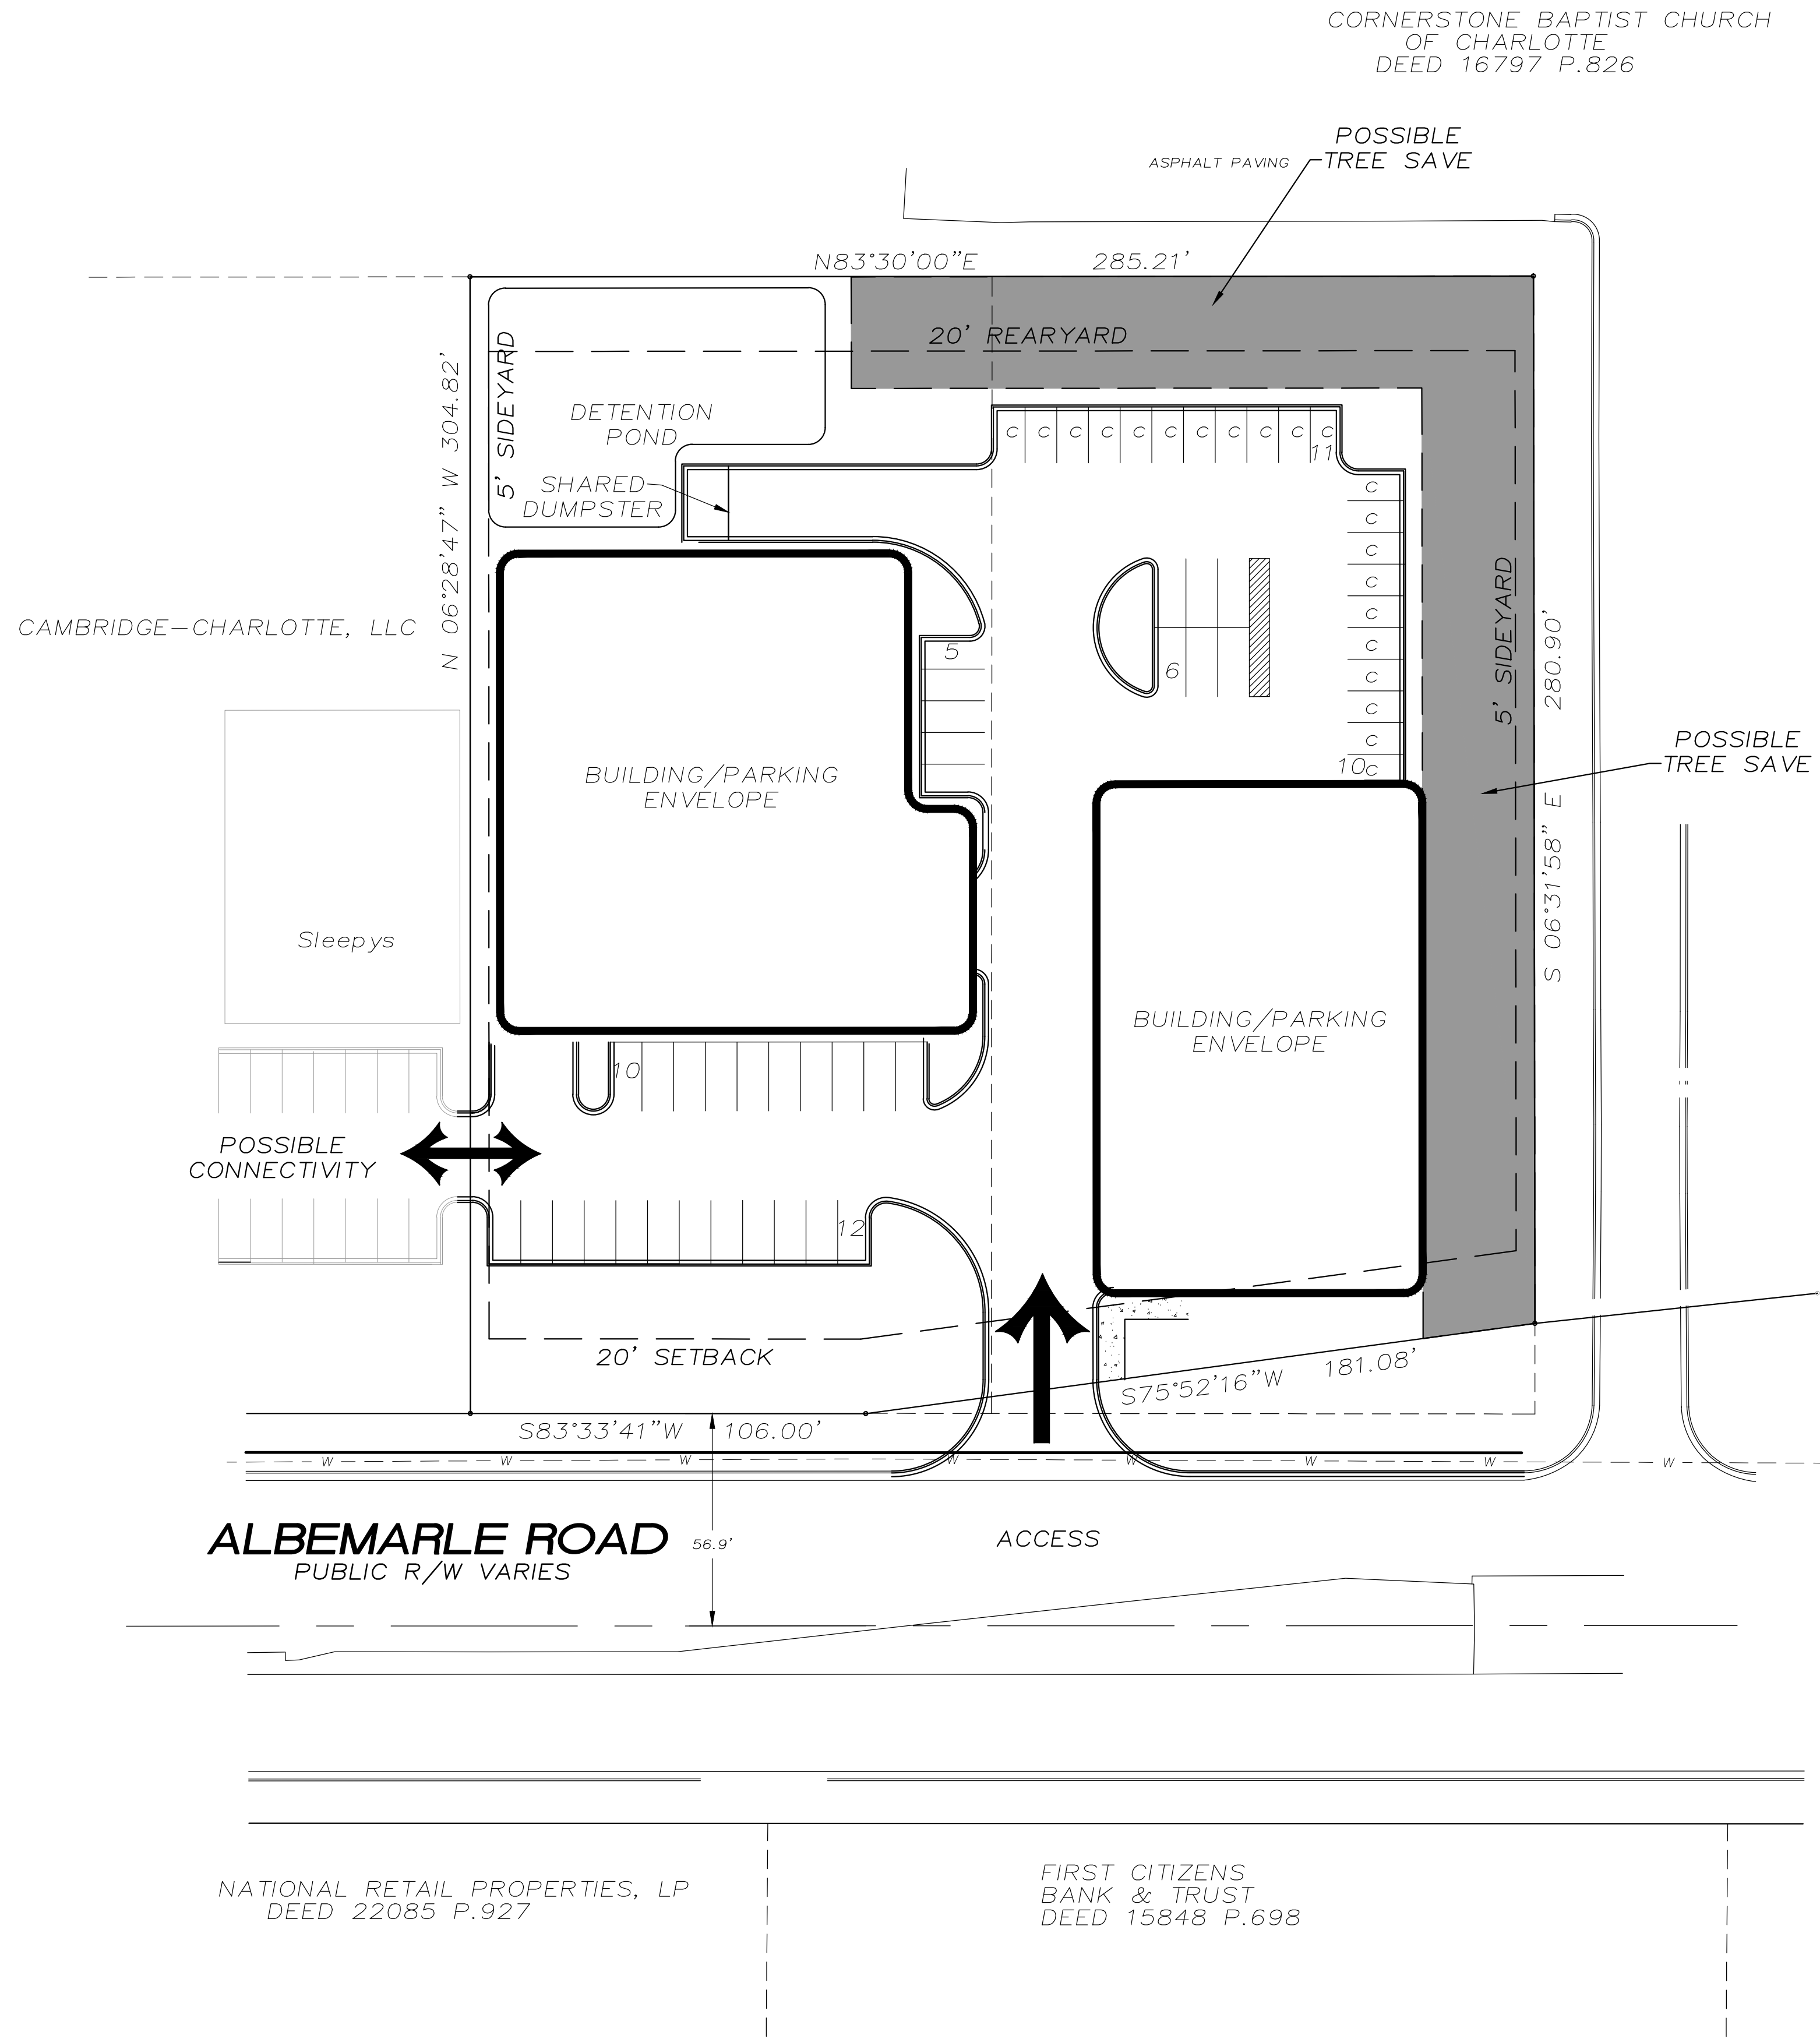 CORNERSTONE BAPTIST CHURCH
OF CHARLOTTE
DEED 16797 P.826
POSSIBLE
TREE SAVE
ASPHALT PAVING
N83°30'00"E 285.21'
20' REARYARD
5' SIDEYARD
N 06°28'47" W 304.82'
DETENTION
POND
C C C C C C C C C C C
11
SHARED
DUMPSTER
C
C
C
C
C
C
C
C
C
C
10
5' SIDEYARD
280.90'
S 06°31'58" E
CAMBRIDGE-CHARLOTTE, LLC
5
6
POSSIBLE
TREE SAVE
BUILDING/PARKING
ENVELOPE
Sleepys
BUILDING/PARKING
ENVELOPE
10
POSSIBLE
CONNECTIVITY
12
20' SETBACK
S75°52'16"W 181.08'
S83°33'41"W 106.00'
W W W W W W W W
ALBEMARLE ROAD
PUBLIC R/W VARIES
56.9'
ACCESS
NATIONAL RETAIL PROPERTIES, LP
DEED 22085 P.927
FIRST CITIZENS
BANK & TRUST
DEED 15848 P.698